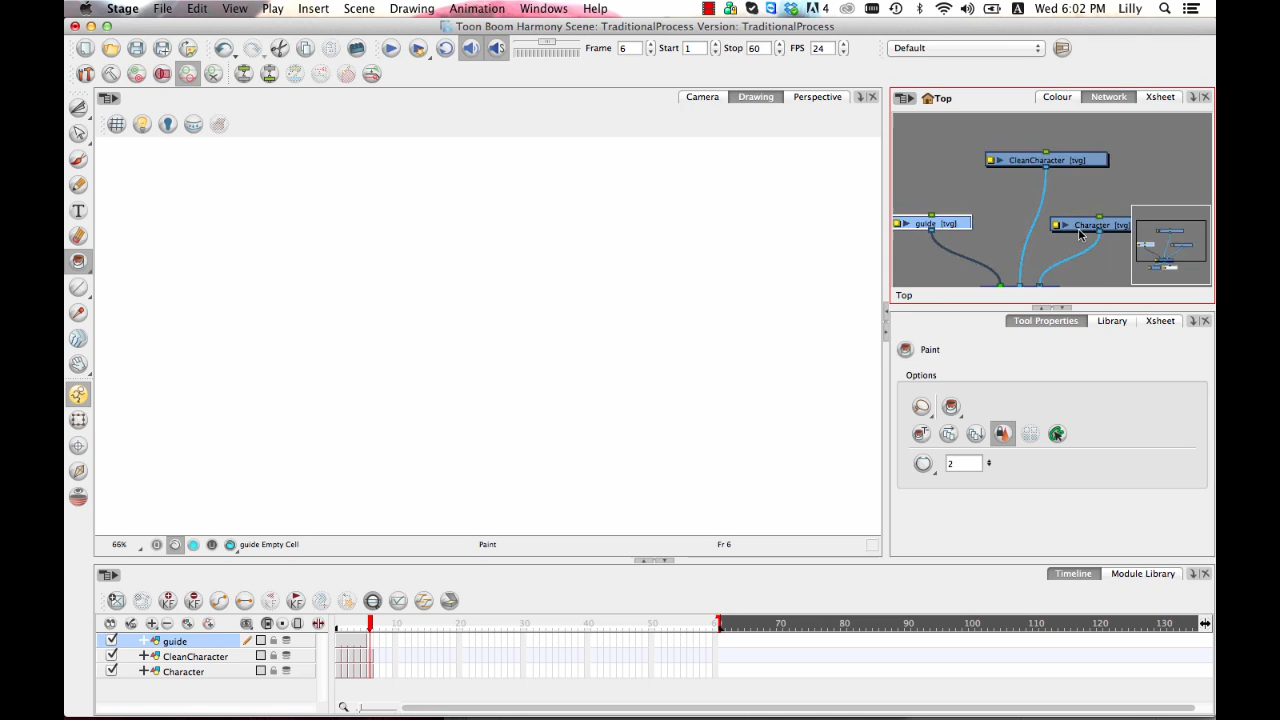 Stage File Edit View Play Insert Scene Drawing Animation Windows Help 4 A Wed 6:02 PM Lilly
Toon Boom Harmony Scene: TraditionalProcess Version: TraditionalProcess
Frame 6 Start 1 Stop 60 FPS 24 Default
Camera Drawing Perspective
Top Colour Network Xsheet
CleanCharacter [tvg]
guide [tvg] Character [tvg]
Top
Tool Properties Library Xsheet
Paint
Options
2
66% guide Empty Cell Paint Fr 6
Timeline Module Library
10 20 30 40 50 70 80 90 100 110 120 130
guide
CleanCharacter
Character